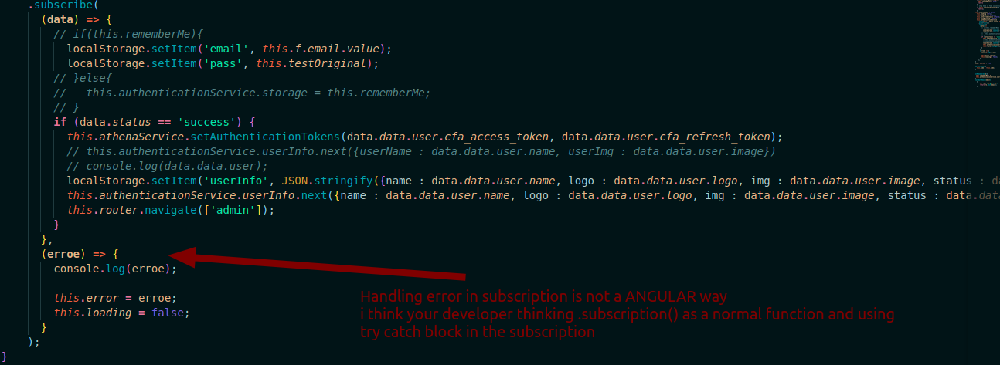 .subscribe(
(data) => {
// if(this.rememberMe){
localStorage.setItem('email', this.f.email.value);
localStorage.setItem('pass', this.testOriginal);
// }else{
//   this.authenticationService.storage = this.rememberMe;
// }
if (data.status == 'success') {
this.athenaService.setAuthenticationTokens(data.data.user.cfa_access_token, data.data.user.cfa_refresh_token);
// this.authenticationService.userInfo.next({userName : data.data.user.name, userImg : data.data.user.image})
// console.log(data.data.user);
localStorage.setItem('userInfo', JSON.stringify({name : data.data.user.name, logo : data.data.user.logo, img : data.data.user.image, status : da
this.authenticationService.userInfo.next({name : data.data.user.name, logo : data.data.user.logo, img : data.data.user.image, status : data.dat
this.router.navigate(['admin']);
}
},
(erroe) => {
console.log(erroe);
this.error = erroe;
this.loading = false;
}
);
}
Handling error in subscription is not a ANGULAR way
i think your developer thinking .subscription() as a normal function and using
try catch block in the subscription